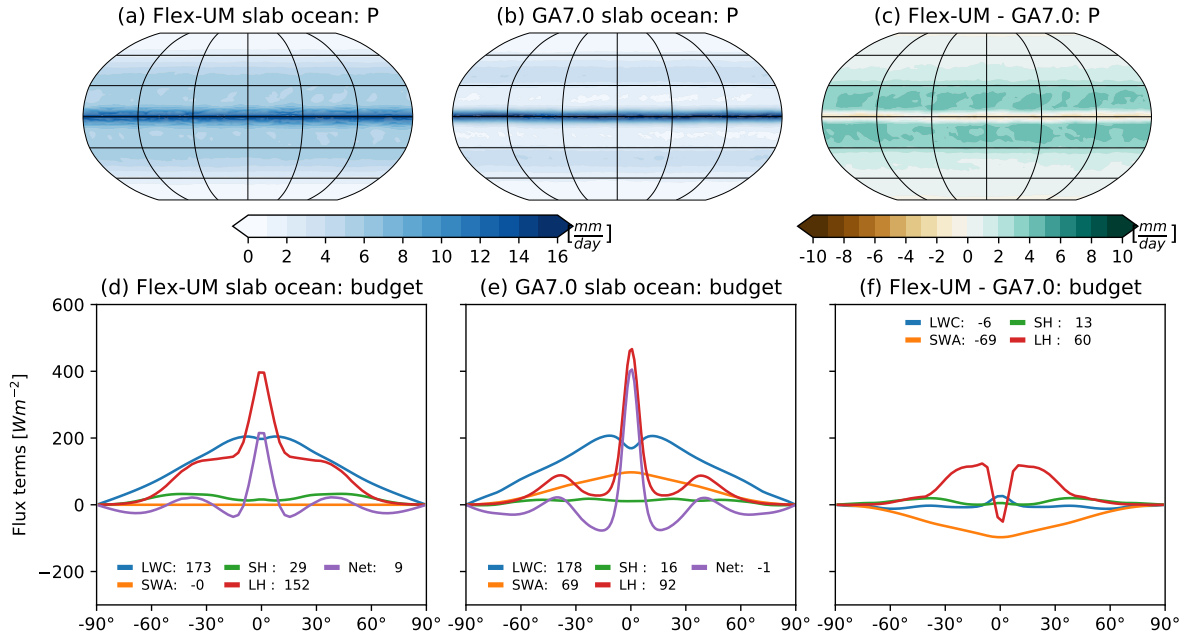 (a) Flex-UM slab ocean: P
(b) GA7.0 slab ocean: P
(c) Flex-UM - GA7.0: P
0 2 4 6 8 10 12 14 16
[mm/day]
-10 -8 -6 -4 -2 0 2 4 6 8 10
[mm/day]
(d) Flex-UM slab ocean: budget
(e) GA7.0 slab ocean: budget
(f) Flex-UM - GA7.0: budget
Flux terms [Wm⁻²]
600
400
200
0
−200
LWC: 173 SH : 29 Net: 9
SWA: -0 LH : 152
-90° -60° -30° 0° 30° 60° 90°
LWC: 178 SH : 16 Net: -1
SWA: 69 LH : 92
-90° -60° -30° 0° 30° 60° 90°
LWC: -6 SH : 13
SWA: -69 LH : 60
-90° -60° -30° 0° 30° 60° 90°